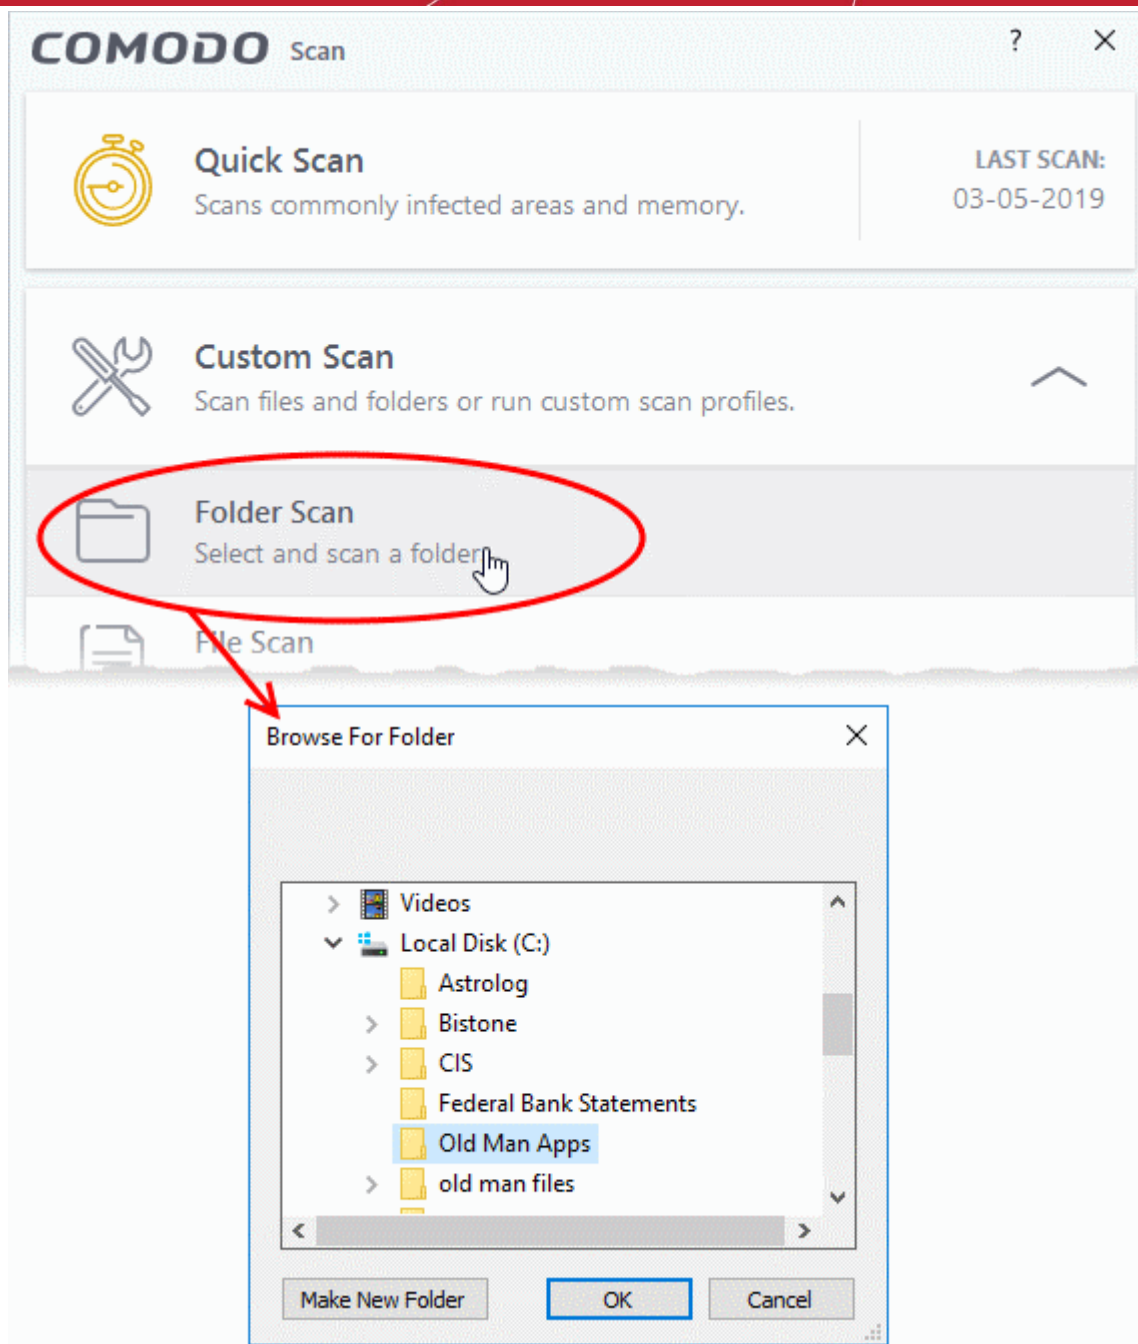 COMODO Scan ?
Quick Scan
Scans commonly infected areas and memory.
LAST SCAN:
03-05-2019
Custom Scan
Scan files and folders or run custom scan profiles.
Folder Scan
Select and scan a folder
File Scan
Browse For Folder
Videos
Local Disk (C:)
Astrolog
Bistone
CIS
Federal Bank Statements
Old Man Apps
old man files
Make New Folder OK Cancel